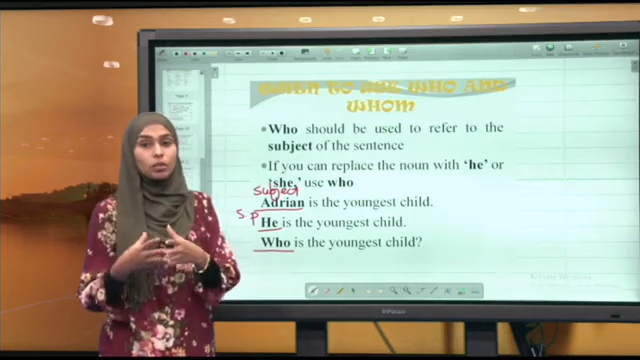 WHEN TO USE WHO AND
WHOM
•Who should be used to refer to the
subject of the sentence
•If you can replace the noun with 'he' or
'she,' use who
subject
Adrian is the youngest child.
s.p
He is the youngest child.
Who is the youngest child?
InFocus